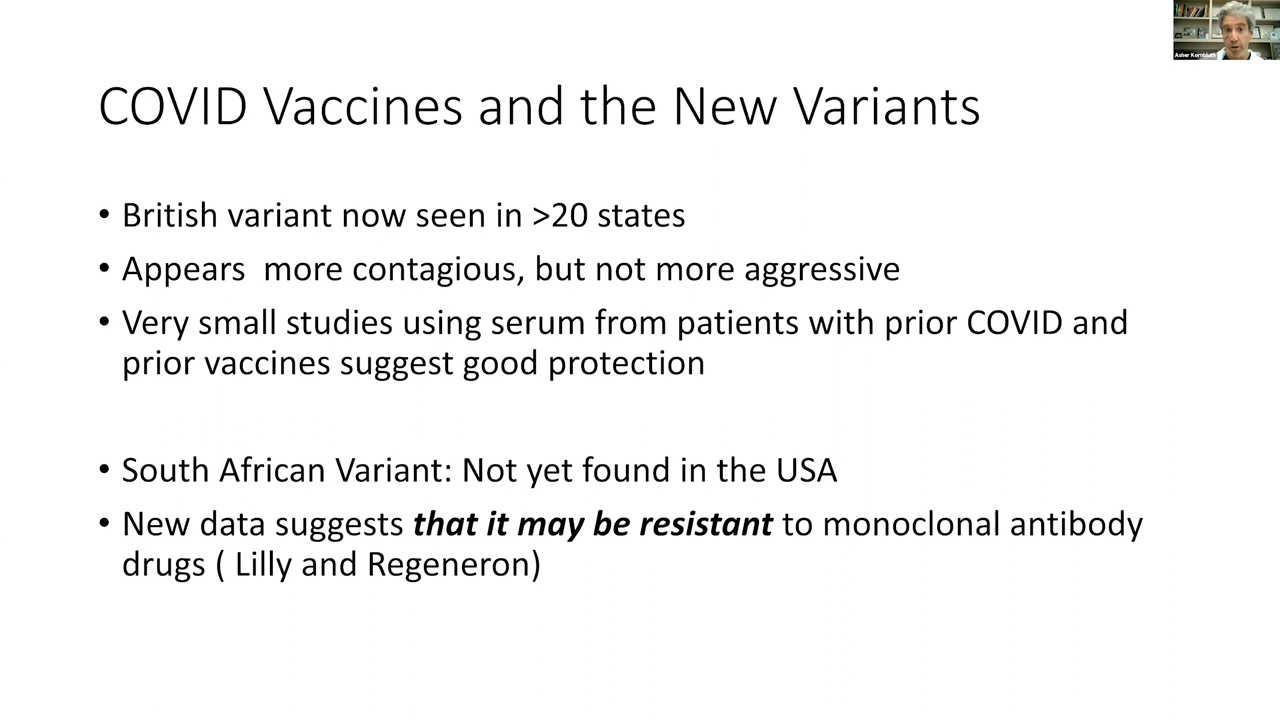 Asher Kornbluth
COVID Vaccines and the New Variants
• British variant now seen in >20 states
• Appears  more contagious, but not more aggressive
• Very small studies using serum from patients with prior COVID and
prior vaccines suggest good protection
• South African Variant: Not yet found in the USA
• New data suggests that it may be resistant to monoclonal antibody
drugs ( Lilly and Regeneron)